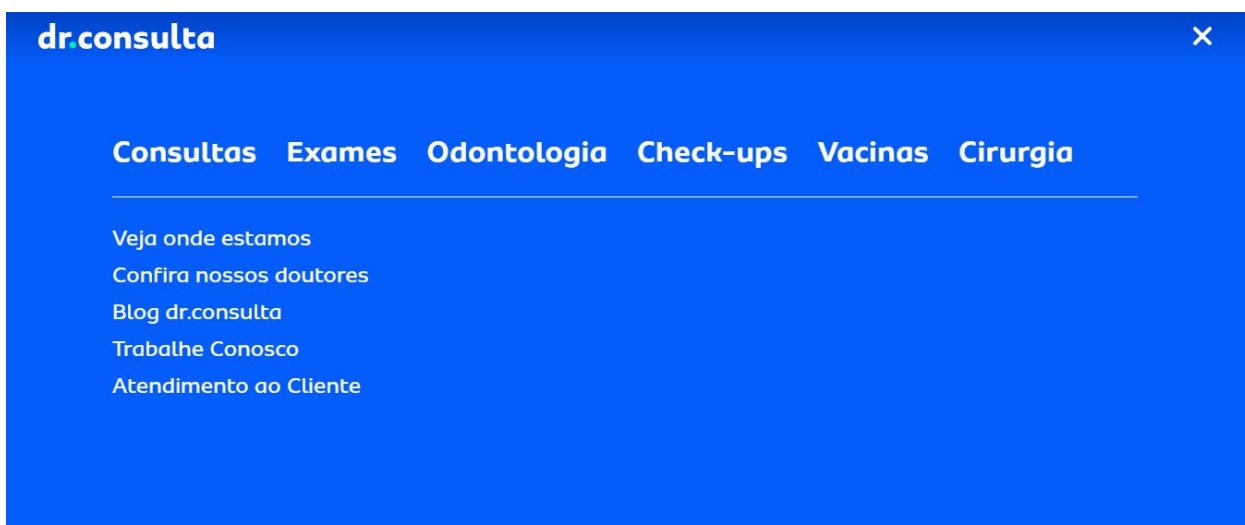 dr.consulta
Consultas Exames Odontologia Check-ups Vacinas Cirurgia
Veja onde estamos
Confira nossos doutores
Blog dr.consulta
Trabalhe Conosco
Atendimento ao Cliente